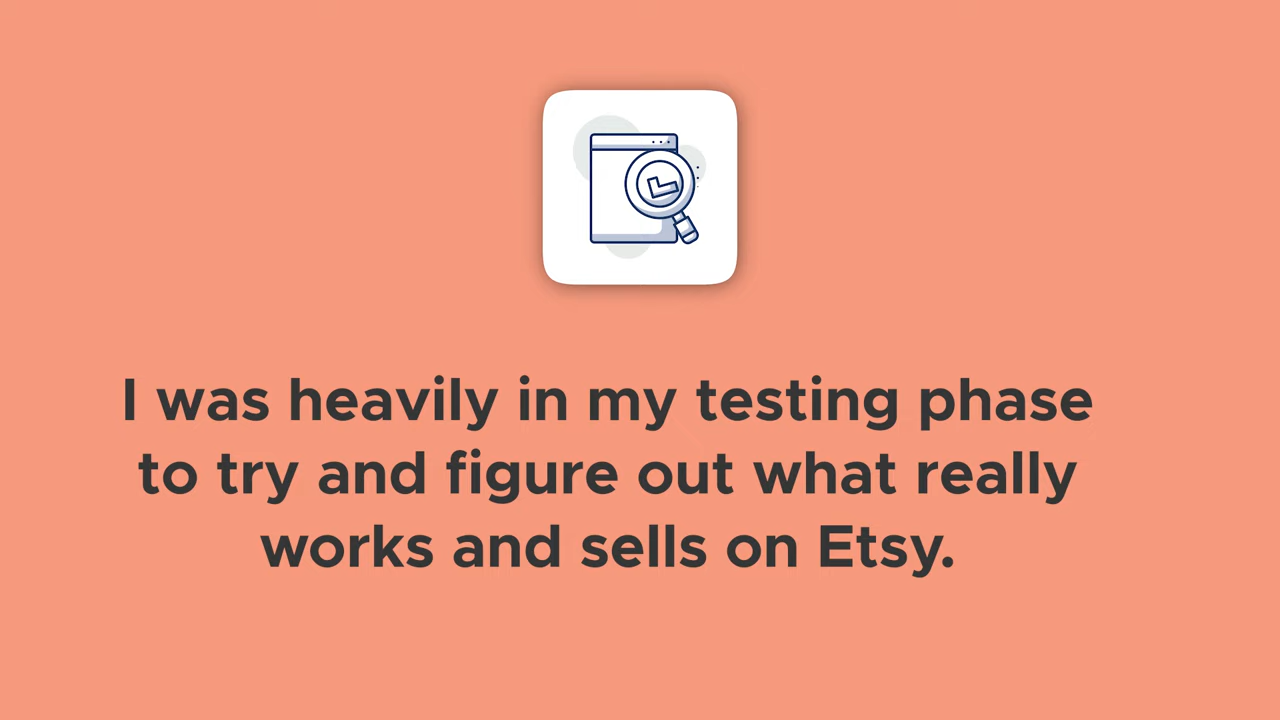 I was heavily in my testing phase
to try and figure out what really
works and sells on Etsy.